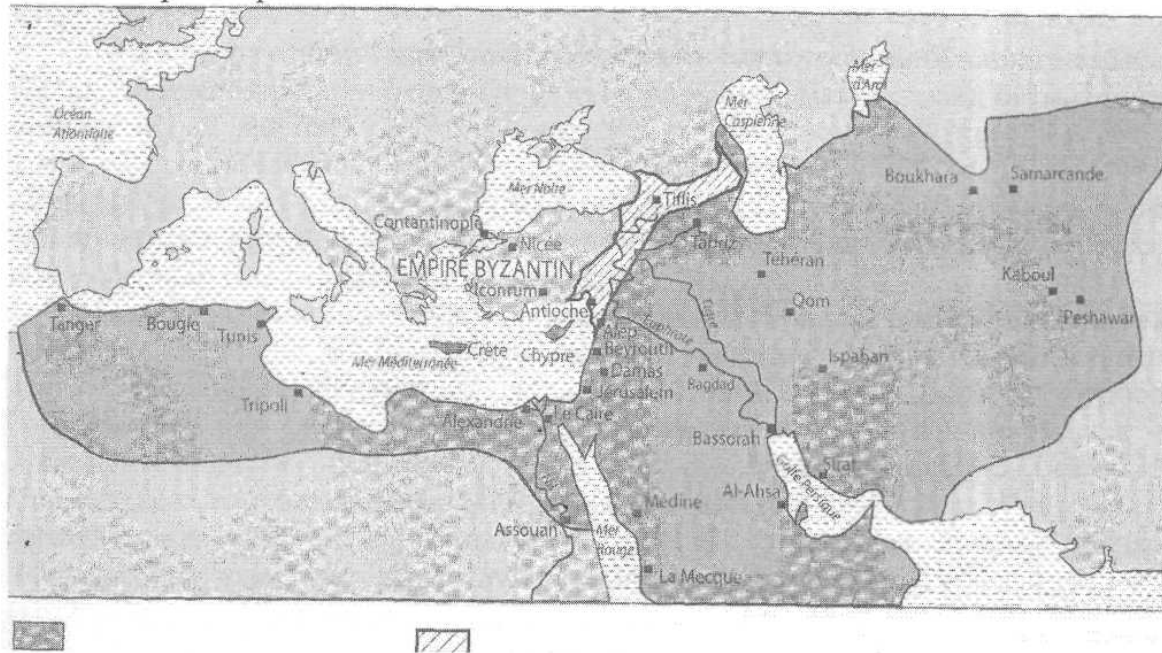 Mer d'Aral
Océan Atlantique
Mer Caspienne
Boukhara
Samarcande
Mer Noire
Tiflis
Contantinople
Nicée
Tabriz
EMPIRE BYZANTIN
Téhéran
Kaboul
Iconrum
Antioche
Qom
Peshawar
Tanger
Bougie
Tunis
Tigre
Euphrate
Alep
Crète
Chypre
Beyrouth
Mer Méditerranée
Damas
Bagdad
Ispahan
Jérusalem
Tripoli
Alexandrie
Le Caire
Bassorah
Golfe Persique
Siraf
Al-Ahsa
Médine
Assouan
Mer Rouge
La Mecque